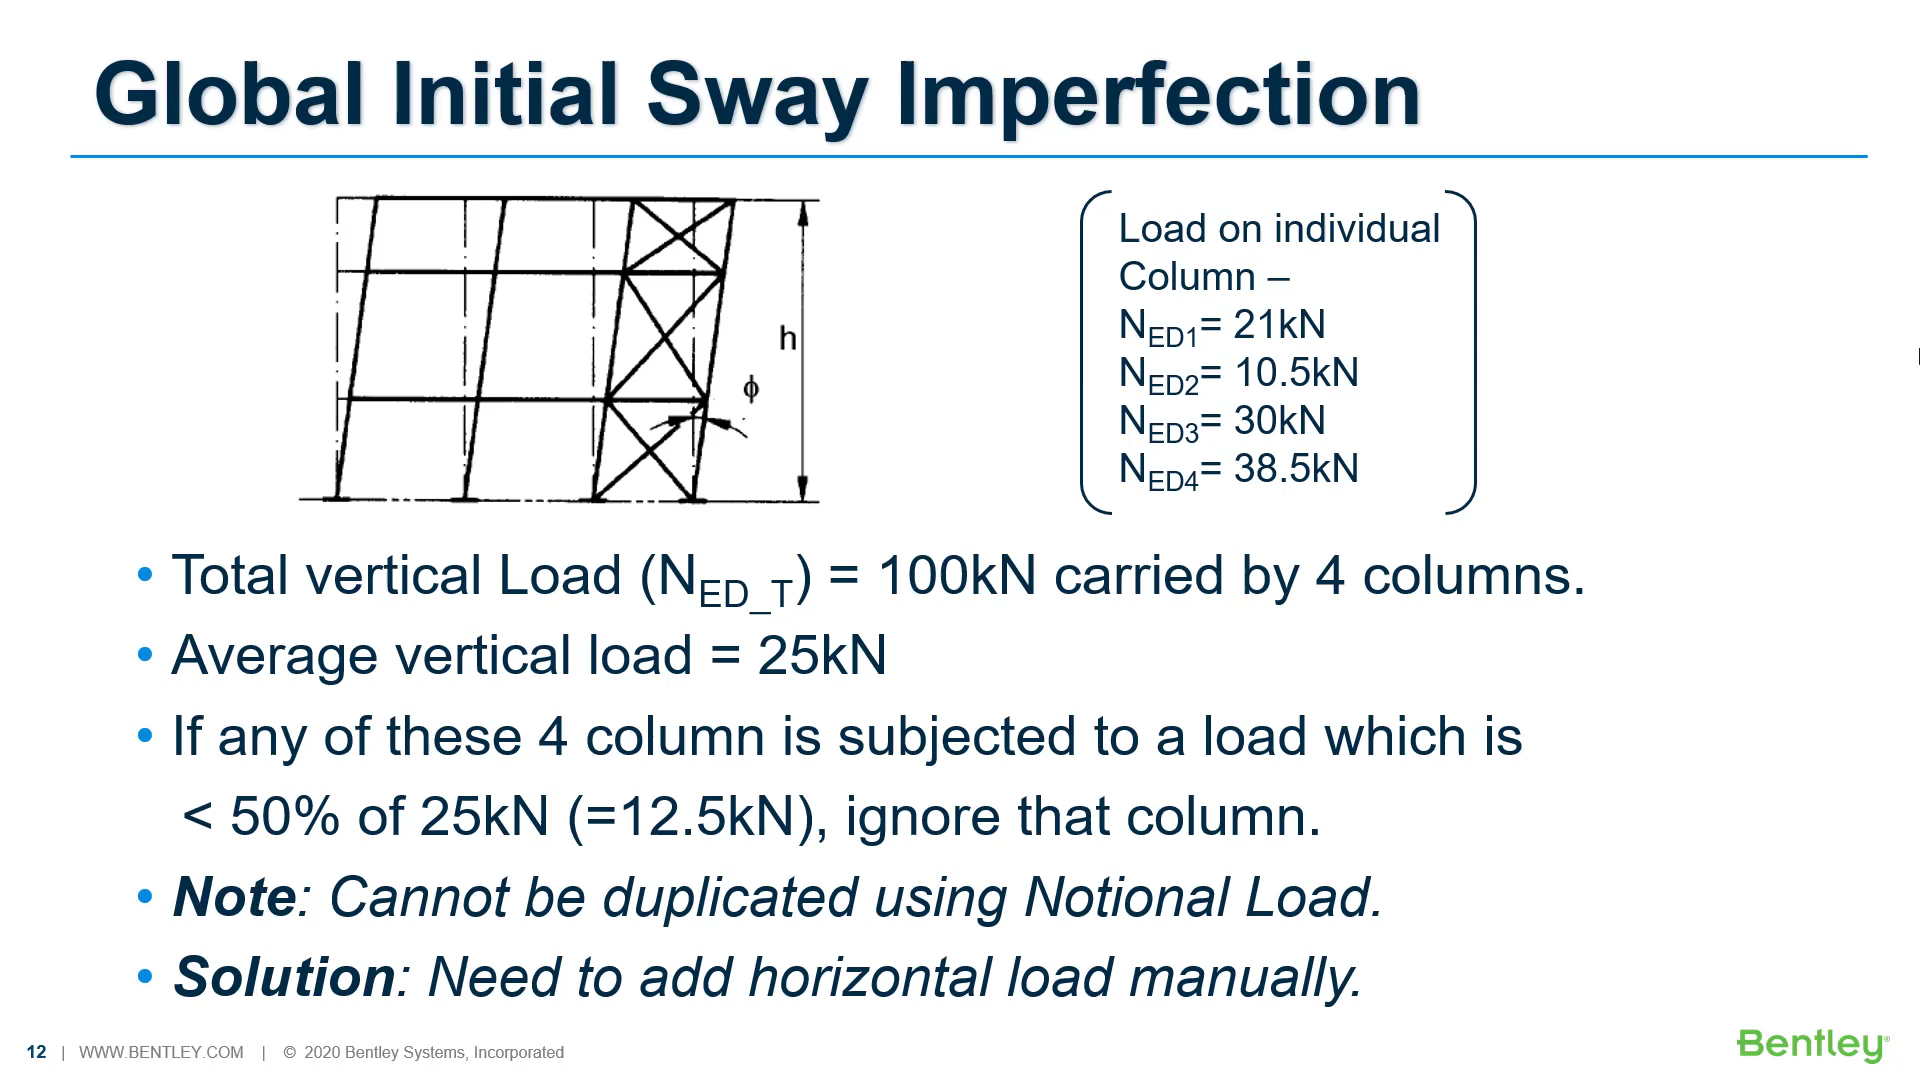 Global Initial Sway Imperfection
h
ϕ
Load on individual
Column –
NED1= 21kN
NED2= 10.5kN
NED3= 30kN
NED4= 38.5kN
• Total vertical Load (NED_T) = 100kN carried by 4 columns.
• Average vertical load = 25kN
• If any of these 4 column is subjected to a load which is
< 50% of 25kN (=12.5kN), ignore that column.
• Note: Cannot be duplicated using Notional Load.
• Solution: Need to add horizontal load manually.
12 | WWW.BENTLEY.COM | © 2020 Bentley Systems, Incorporated
Bentley®